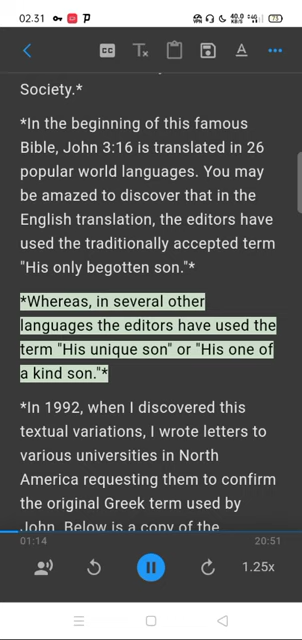 02.31
40.0
KB/S
73
CC
Society.*
*In the beginning of this famous
Bible, John 3:16 is translated in 26
popular world languages. You may
be amazed to discover that in the
English translation, the editors have
used the traditionally accepted term
"His only begotten son."*
*Whereas, in several other
languages the editors have used the
term "His unique son" or "His one of
a kind son."*
*In 1992, when I discovered this
textual variations, I wrote letters to
various universities in North
America requesting them to confirm
the original Greek term used by
John. Below is a copy of the
01:14
20:51
1.25x